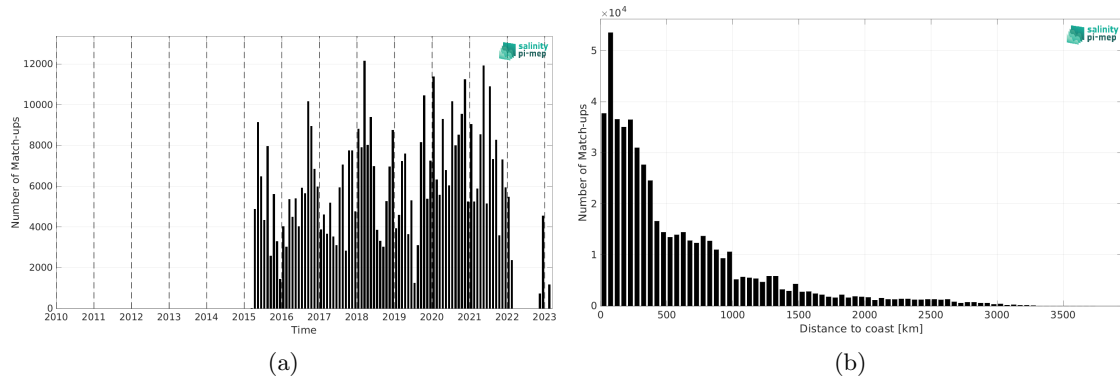 salinity
pi-mep
12000
10000
8000
6000
4000
2000
0
Number of Match-ups
2010 2011 2012 2013 2014 2015 2016 2017 2018 2019 2020 2021 2022 2023
Time
(a)
×10⁴
salinity
pi-mep
5
4
3
2
1
0
Number of Match-ups
0 500 1000 1500 2000 2500 3000 3500
Distance to coast [km]
(b)